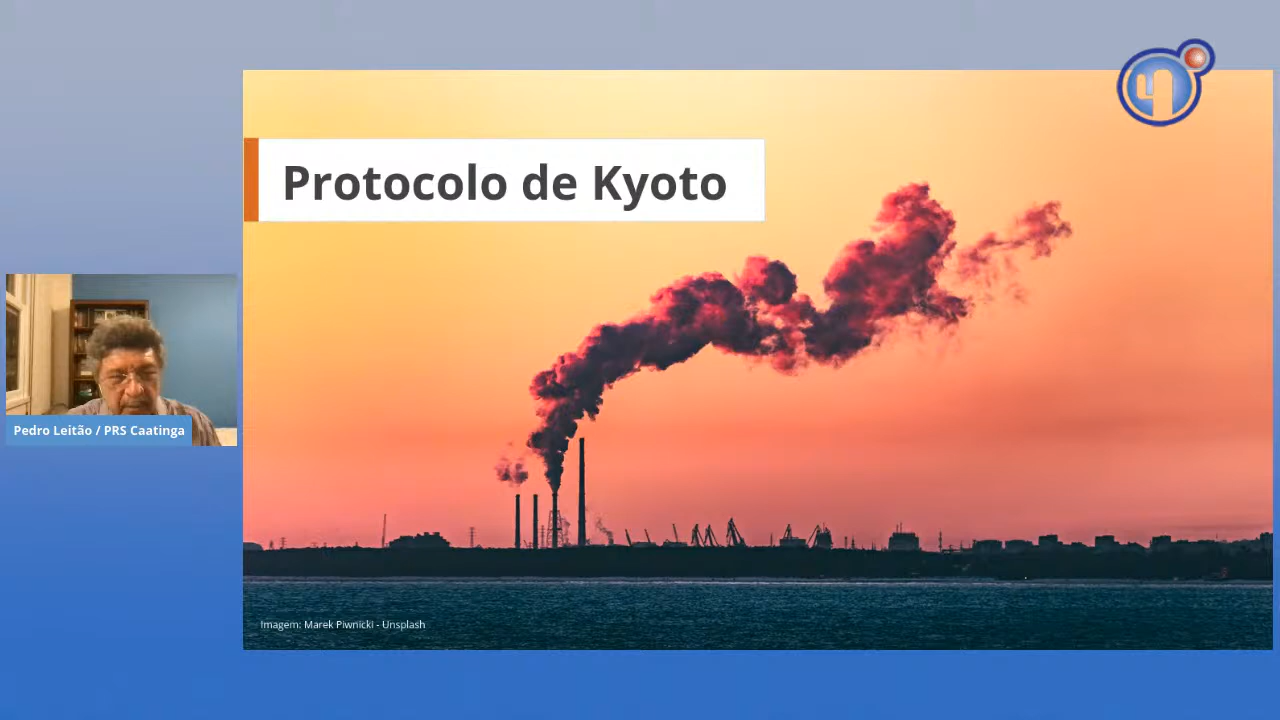 Protocolo de Kyoto
Pedro Leitão / PRS Caatinga
Imagem: Marek Piwnicki - Unsplash